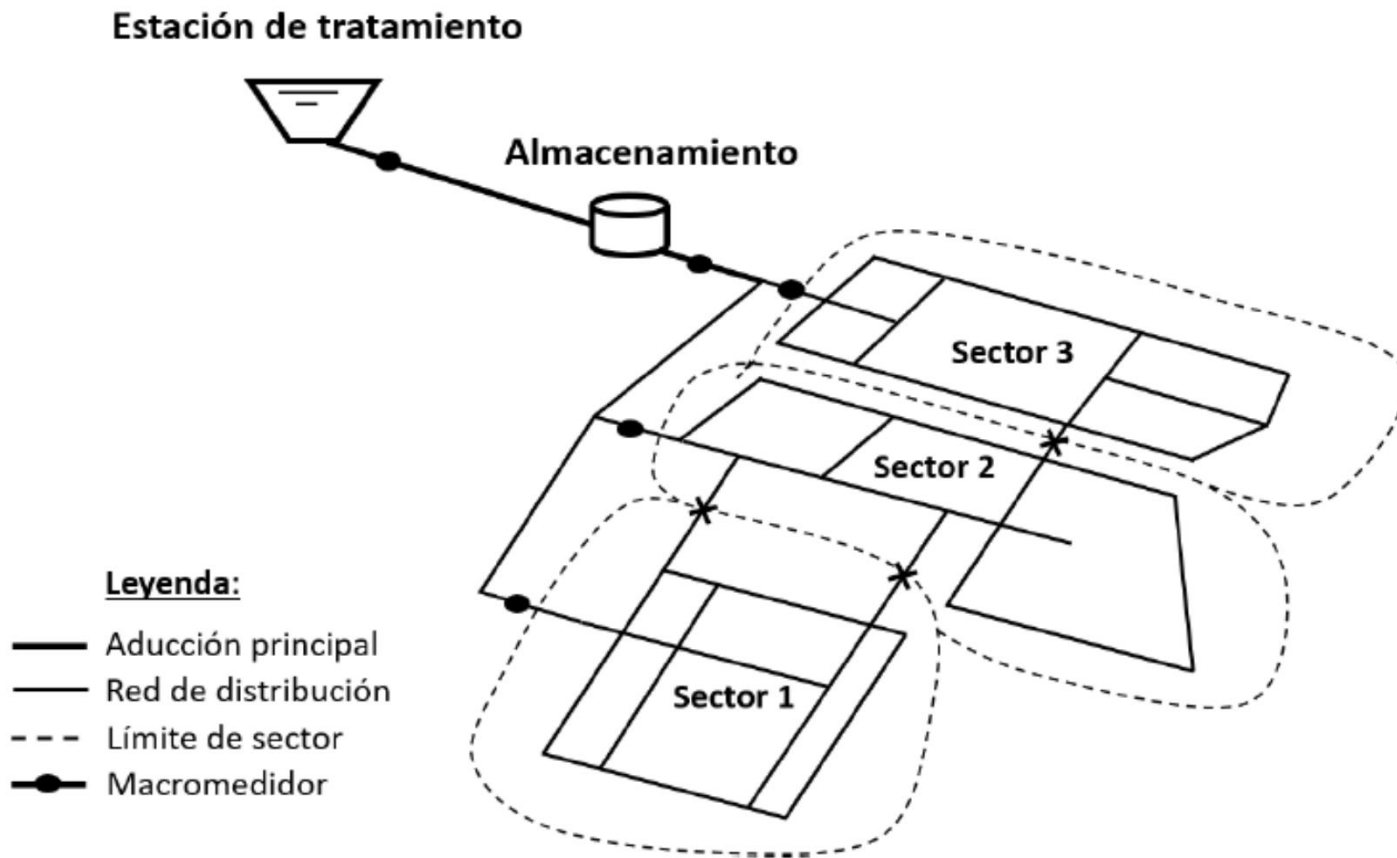 Estación de tratamiento
Almacenamiento
Sector 3
Sector 2
Sector 1
Leyenda:
Aducción principal
Red de distribución
Límite de sector
Macromedidor